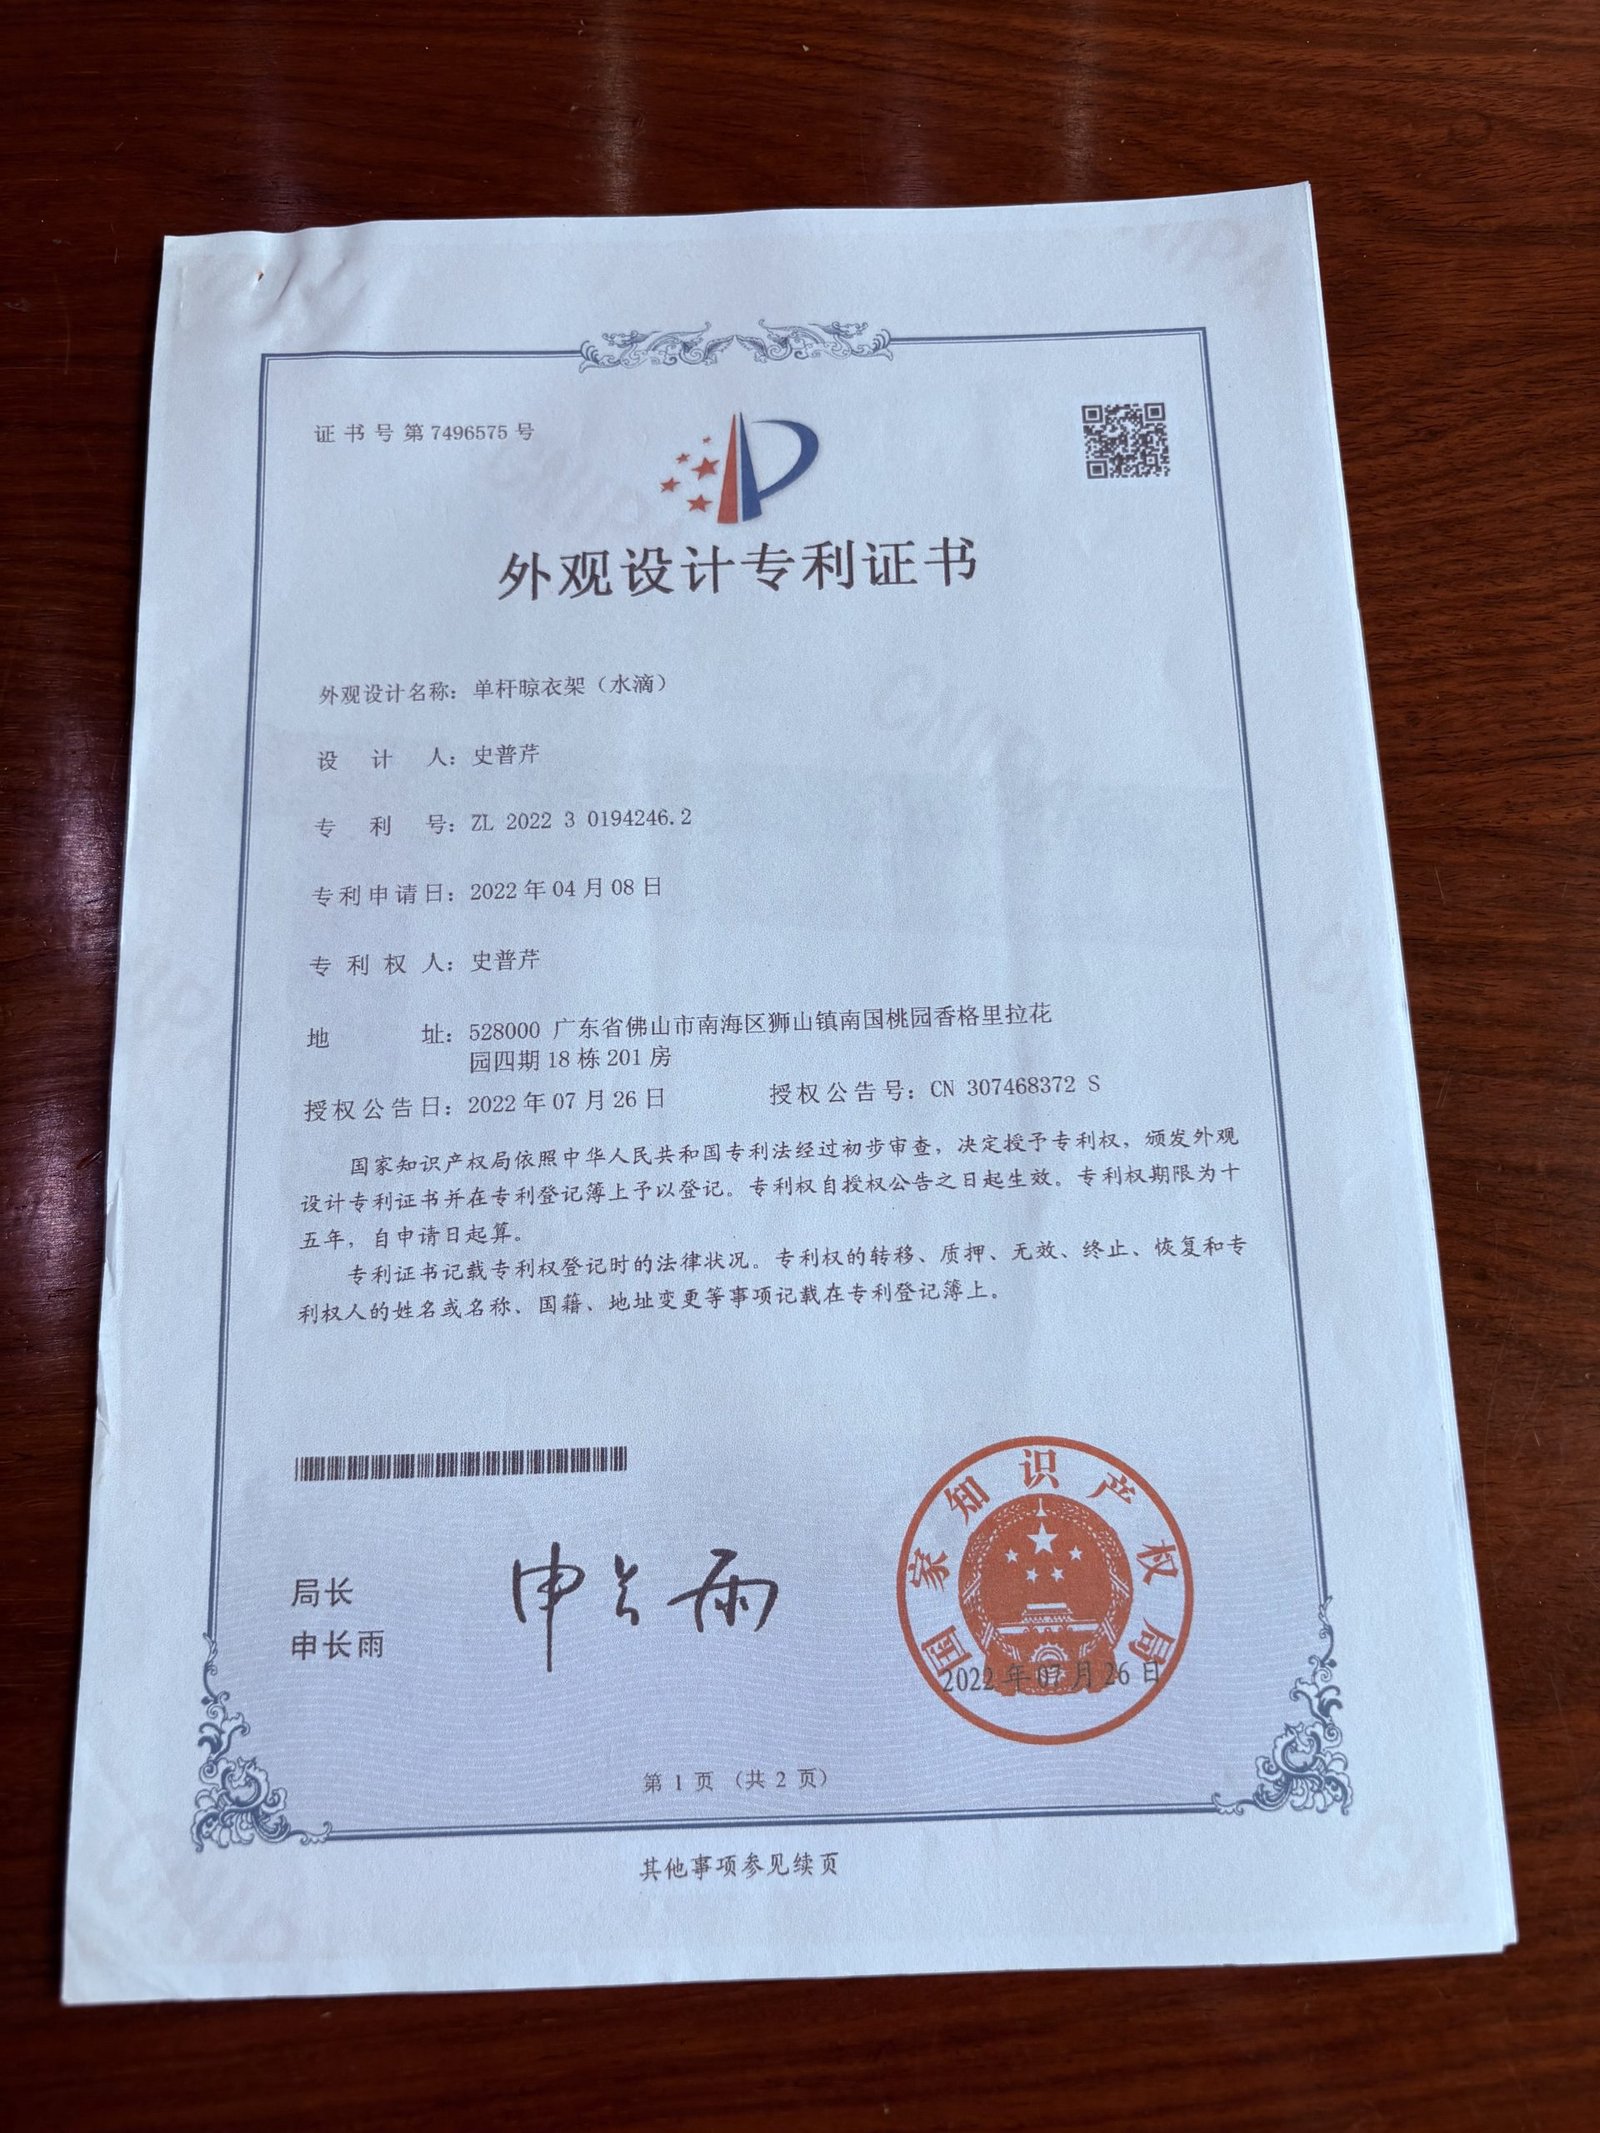 证书号第7496575号
外观设计专利证书
外观设计名称：单杆晾衣架（水滴）
设计人：史普芹
专利号：ZL 2022 3 0194246.2
专利申请日：2022年04月08日
专利权人：史普芹
地址：528000 广东省佛山市南海区狮山镇南国桃园香格里拉花
园四期18栋201房
授权公告日：2022年07月26日 授权公告号：CN 307468372 S
国家知识产权局依照中华人民共和国专利法经过初步审查，决定授予专利权，颁发外观
设计专利证书并在专利登记簿上予以登记。专利权自授权公告之日起生效。专利权期限为十
五年，自申请日起算。
专利证书记载专利权登记时的法律状况。专利权的转移、质押、无效、终止、恢复和专
利权人的姓名或名称、国籍、地址变更等事项记载在专利登记簿上。
局长
申长雨
申长雨
国家知识产权局
2022年07月26日
第 1 页（共 2 页）
其他事项参见续页